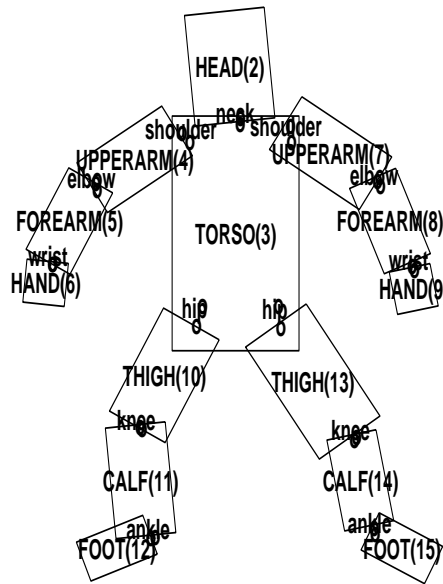 HEAD(2)
neck
shoulder
shoulder
UPPERARM(4)
UPPERARM(7)
elbow
elbow
FOREARM(5)
FOREARM(8)
TORSO(3)
wrist
wrist
HAND(6)
HAND(9
hip
hip
THIGH(10)
THIGH(13)
knee
knee
CALF(11)
CALF(14)
ankle
ankle
FOOT(12)
FOOT(15)